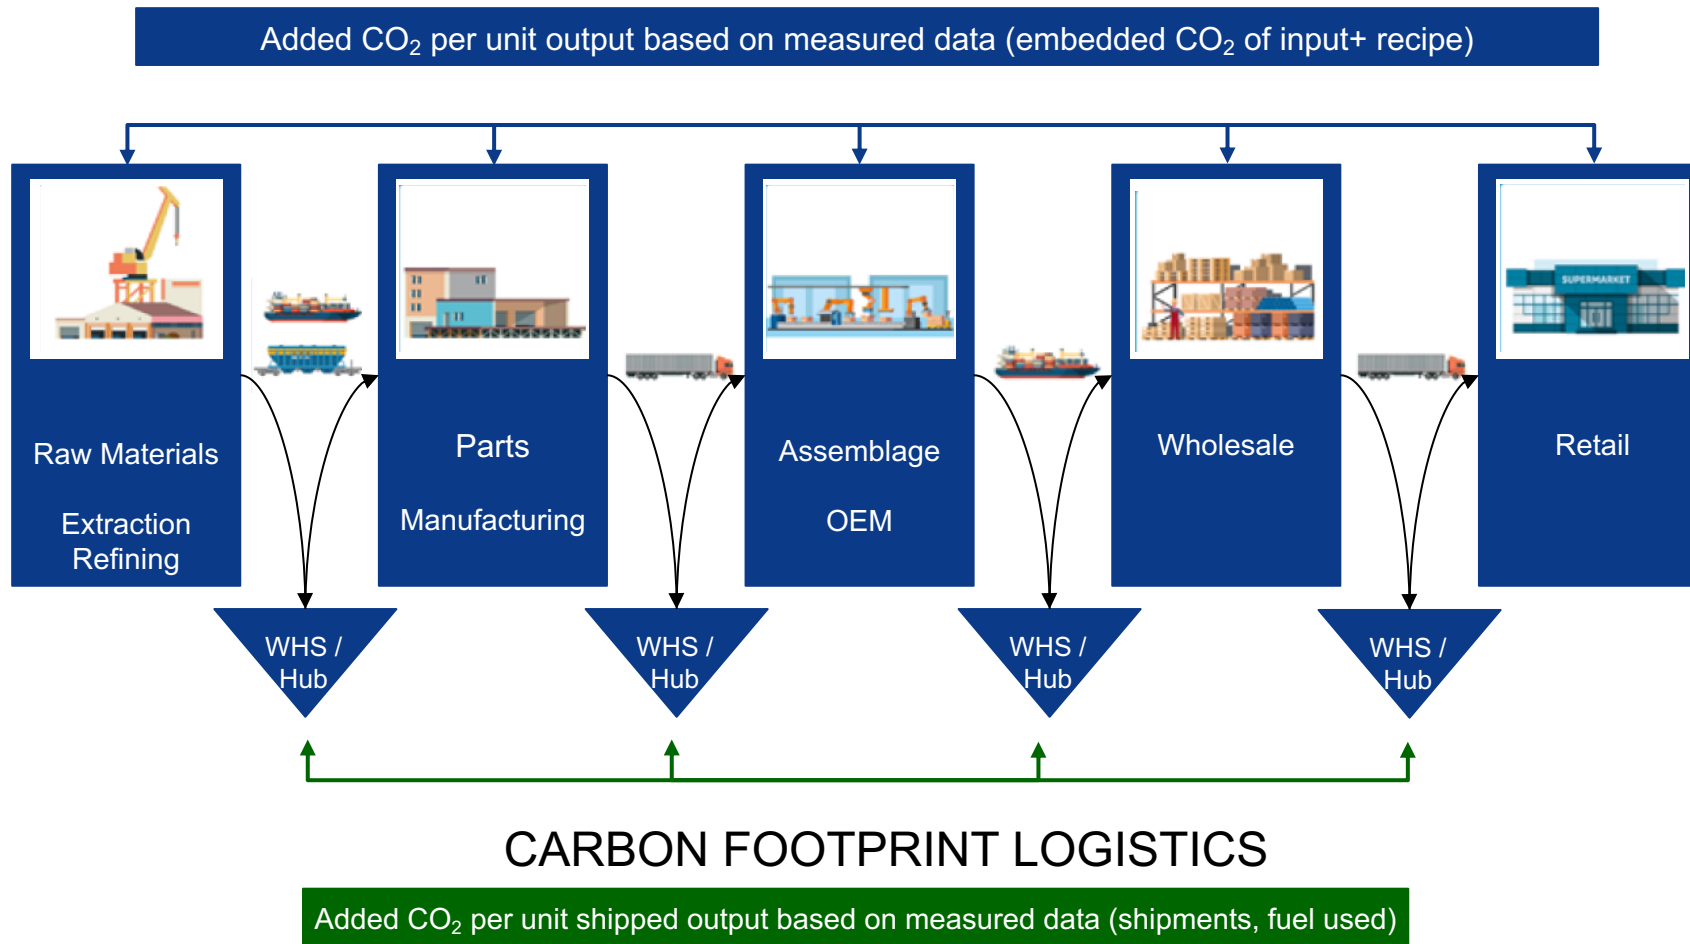 Added CO₂ per unit output based on measured data (embedded CO₂ of input+ recipe)
SUPERMARKET
Raw Materials
Extraction
Refining
Parts
Manufacturing
Assemblage
OEM
Wholesale
Retail
WHS /
Hub
WHS /
Hub
WHS /
Hub
WHS /
Hub
CARBON FOOTPRINT LOGISTICS
Added CO₂ per unit shipped output based on measured data (shipments, fuel used)